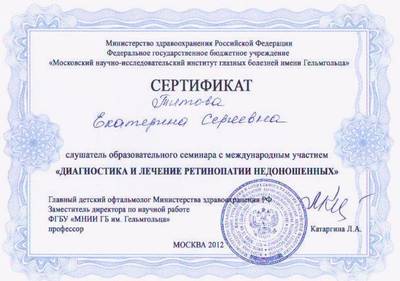 Министерство здравоохранения Российской Федерации
Федеральное государственное бюджетное учреждение
«Московский научно-исследовательский институт глазных болезней имени Гельмгольца»
СЕРТИФИКАТ
Титова
Екатерина Сергеевна
слушатель образовательного семинара с международным участием
«ДИАГНОСТИКА И ЛЕЧЕНИЕ РЕТИНОПАТИИ НЕДОНОШЕННЫХ»
Главный детский офтальмолог Министерства здравоохранения РФ
Заместитель директора по научной работе
ФГБУ «МНИИ ГБ им. Гельмгольца»
профессор Катаргина Л.А.
МОСКВА 2012